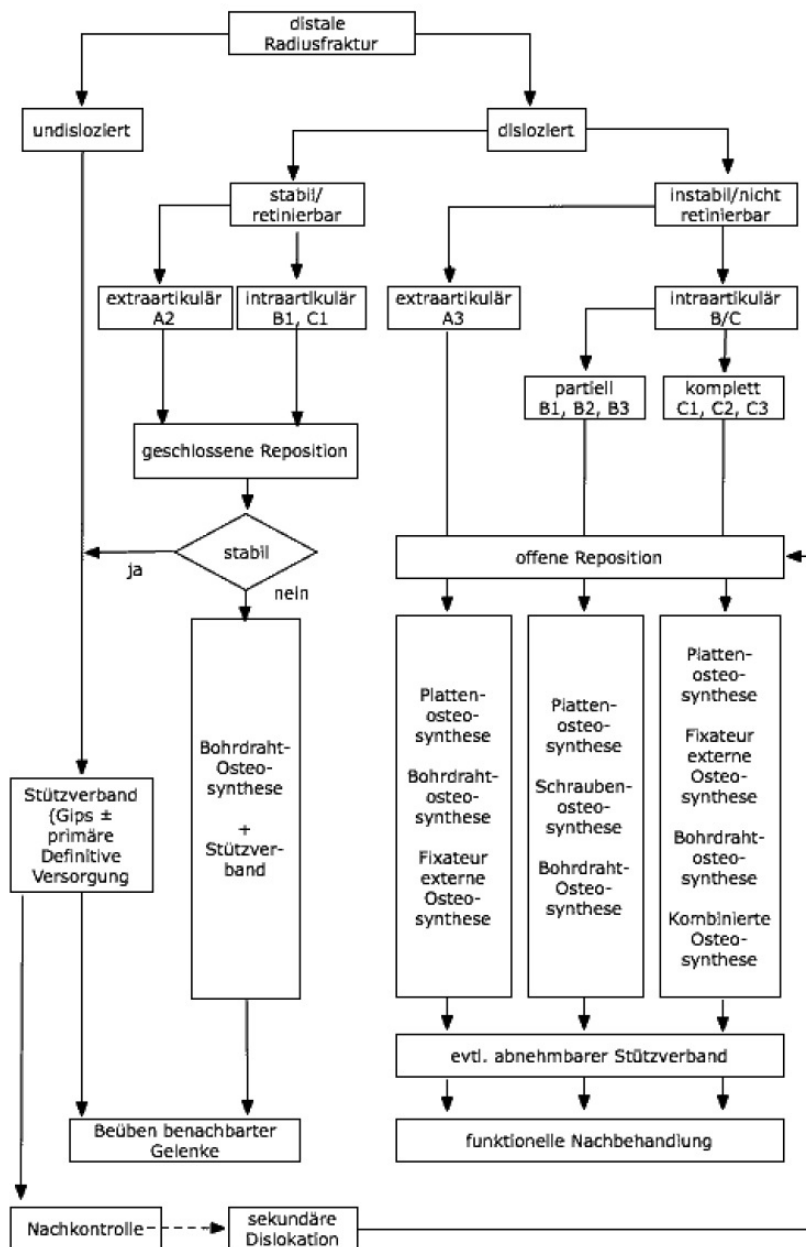 distale
Radiusfraktur
undisloziert
disloziert
stabil/
retinierbar
instabil/nicht
retinierbar
extraartikulär
A2
intraartikulär
B1, C1
extraartikulär
A3
intraartikulär
B/C
partiell
B1, B2, B3
komplett
C1, C2, C3
geschlossene Reposition
stabil
ja
nein
offene Reposition
Bohrdraht-
Osteo-
synthese
+
Stützver-
band
Platten-
osteo-
synthese
Bohrdraht-
osteo-
synthese
Fixateur
externe
Osteo-
synthese
Platten-
osteo-
synthese
Schrauben-
osteo-
synthese
Bohrdraht-
Osteo-
synthese
Platten-
osteo-
synthese
Fixateur
externe
Osteo-
synthese
Bohrdraht-
osteo-
synthese
Kombinierte
Osteo-
synthese
Stützverband
(Gips ±
primäre
Definitive
Versorgung
evtl. abnehmbarer Stützverband
Beüben benachbarter
Gelenke
funktionelle Nachbehandlung
Nachkontrolle
sekundäre
Dislokation